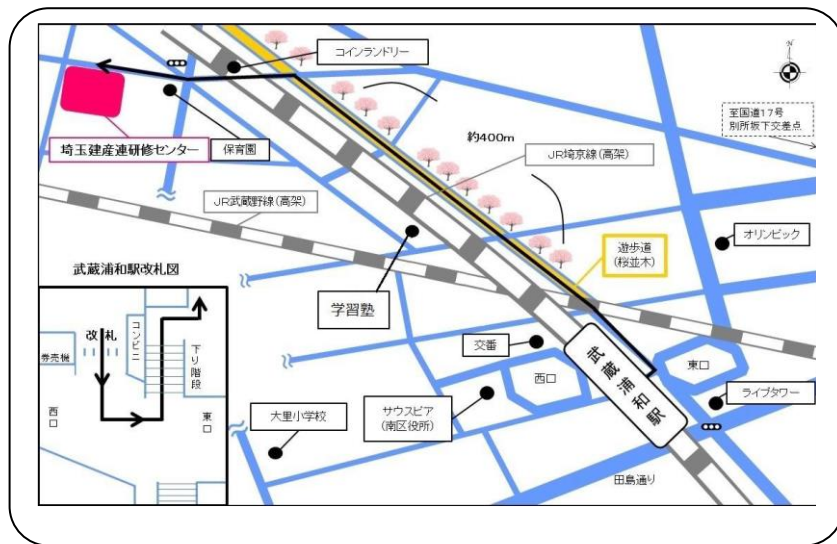 コインランドリー
N
至国道17号
別所坂下交差点
約400m
埼玉建産連研修センター
保育園
JR埼京線(高架)
JR武蔵野線(高架)
オリンピック
遊歩道
(桜並木)
武蔵浦和駅改札図
学習塾
改札
コンビニ
券売機
下り階段
西口
東口
交番
武蔵浦和駅
西口
東口
ライブタワー
大里小学校
サウスピア
(南区役所)
田島通り